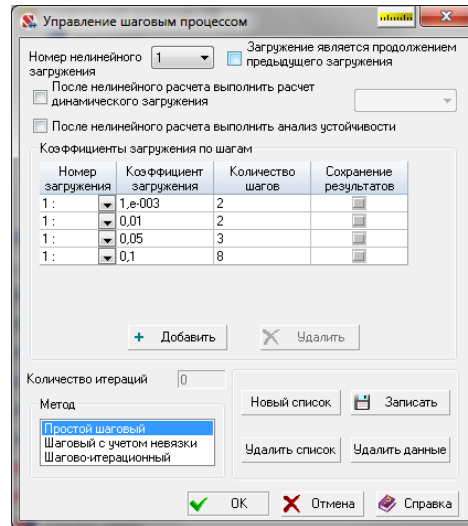 Управление шаговым процессом
Номер нелинейного загружения 1
Загружение является продолжением предыдущего загружения
После нелинейного расчета выполнить расчет динамического загружения
После нелинейного расчета выполнить анализ устойчивости
Коэффициенты загружения по шагам
Номер загружения Коэффициент загружения Количество шагов Сохранение результатов
1 : 1,e-003 2
1 : 0,01 2
1 : 0,05 3
1 : 0,1 8
+ Добавить Удалить
Количество итераций 0
Метод
Простой шаговый
Шаговый с учетом невязки
Шагово-итерационный
Новый список Записать
Удалить список Удалить данные
OK Отмена Справка